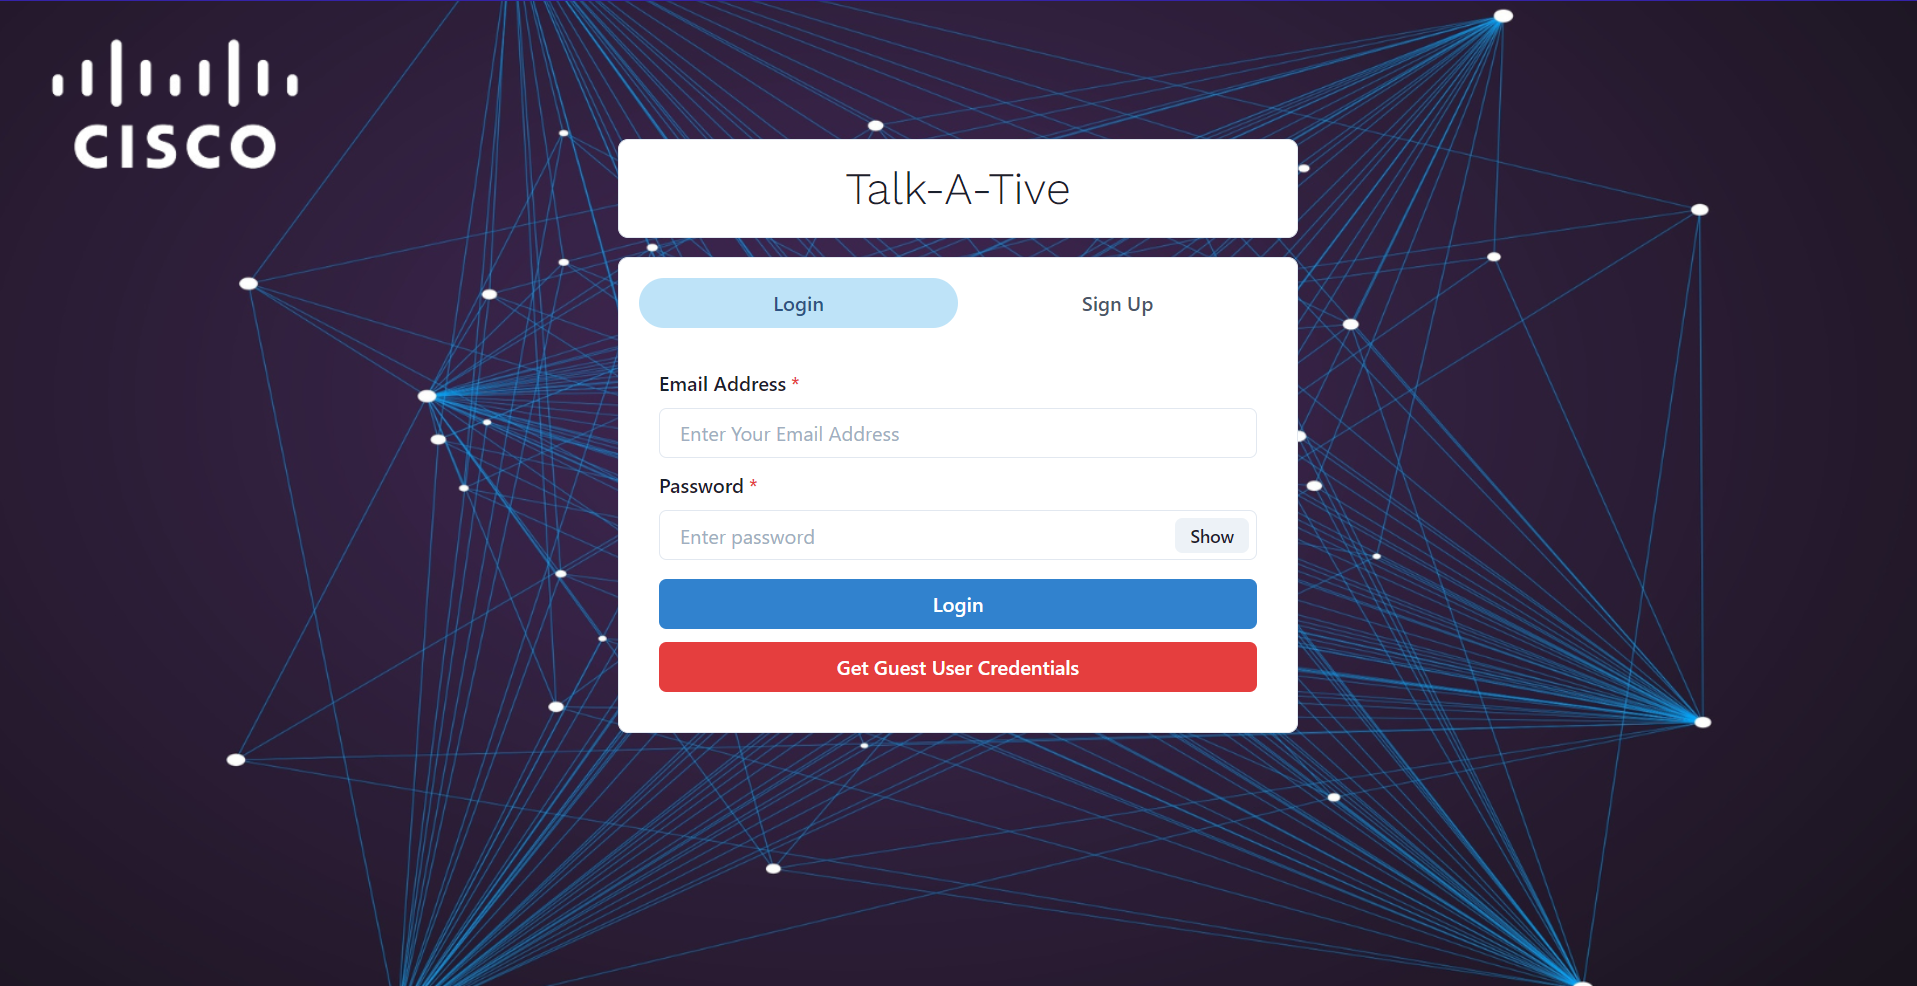 CISCO
Talk-A-Tive
Login
Sign Up
Email Address *
Enter Your Email Address
Password *
Enter password
Show
Login
Get Guest User Credentials